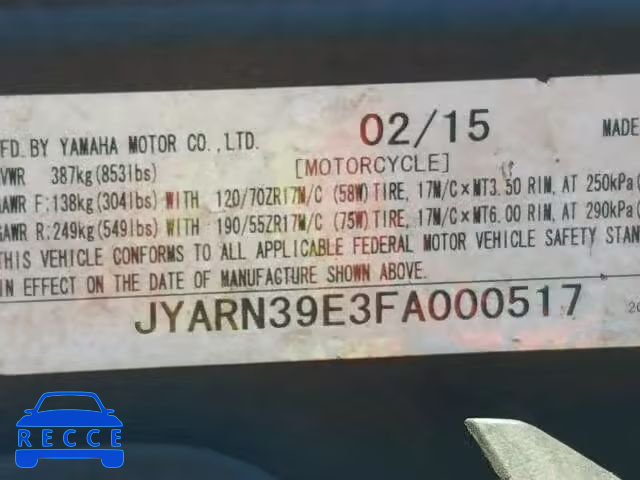 FD. BY YAMAHA MOTOR CO.,LTD. 02/15 MADE
VWR 387kg(853lbs) [MOTORCYCLE]
AWR F:138kg(304lbs) WITH 120/70ZR17M/C (58W) TIRE, 17M/C×MT3.50 RIM, AT 250kPa(
AWR R:249kg(549lbs) WITH 190/55ZR17M/C (75W) TIRE, 17M/C×MT6.00 RIM, AT 290kPa(
THIS VEHICLE CONFORMS TO ALL APPLICABLE FEDERAL MOTOR VEHICLE SAFETY STAN
IN EFFECT ON THE DATE OF MANUFACTURE SHOWN ABOVE.
JYARN39E3FA000517
RECCE